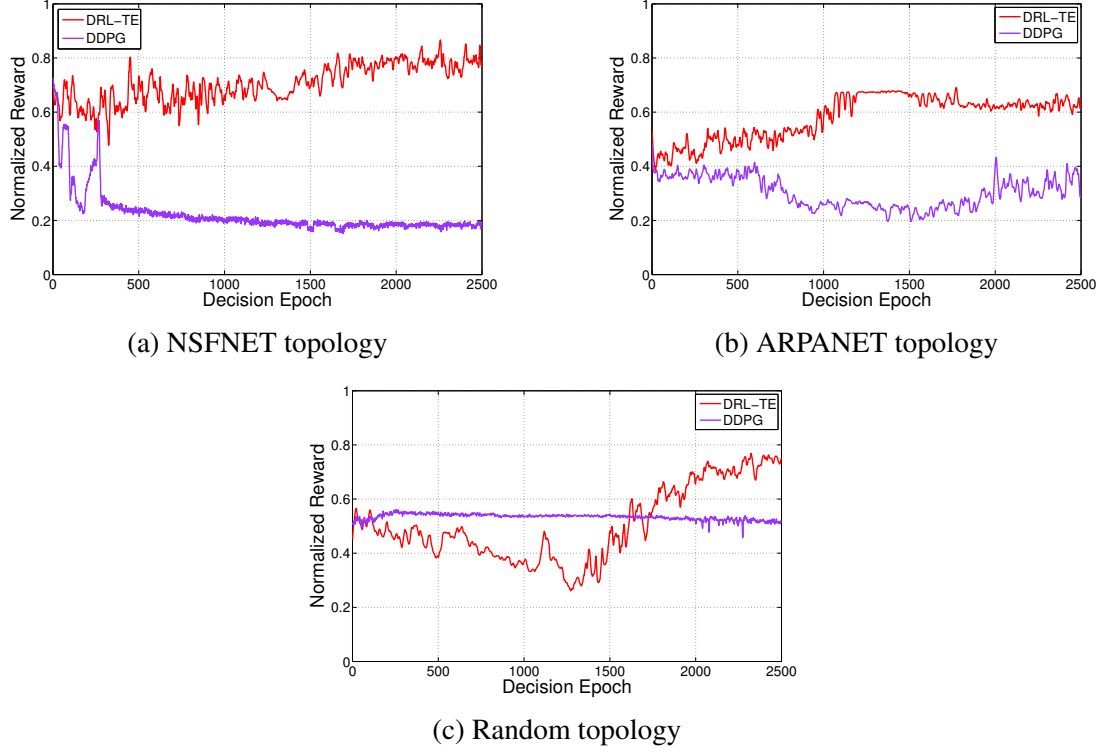 DRL-TE
DDPG
Normalized Reward
1
0.8
0.6
0.4
0.2
0
0 500 1000 1500 2000 2500
Decision Epoch
(a) NSFNET topology
DRL-TE
DDPG
Normalized Reward
1
0.8
0.6
0.4
0.2
0
0 500 1000 1500 2000 2500
Decision Epoch
(b) ARPANET topology
DRL-TE
DDPG
Normalized Reward
1
0.8
0.6
0.4
0.2
0
0 500 1000 1500 2000 2500
Decision Epoch
(c) Random topology